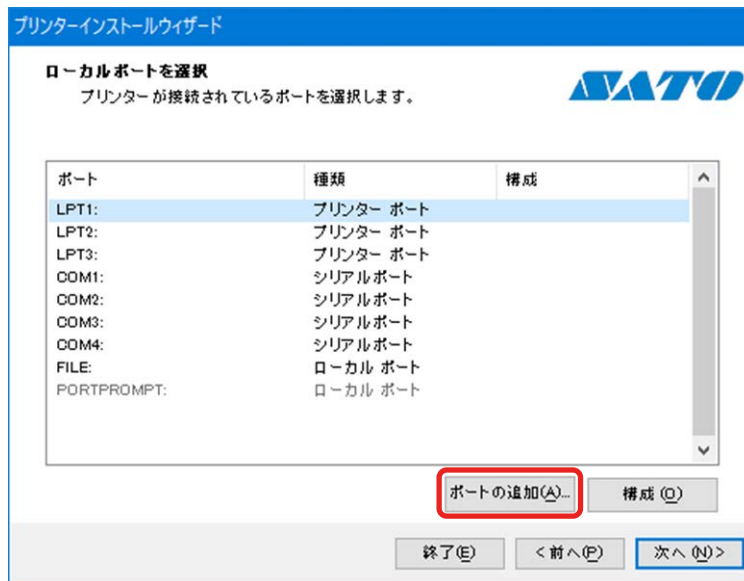 プリンターインストールウィザード
ローカルポートを選択
プリンターが接続されているポートを選択します。
SATO
ポート 種類 構成
LPT1: プリンター ポート
LPT2: プリンター ポート
LPT3: プリンター ポート
COM1: シリアルポート
COM2: シリアルポート
COM3: シリアルポート
COM4: シリアルポート
FILE: ローカル ポート
PORTPROMPT: ローカル ポート
ポートの追加(A)... 構成 (O)
終了(E) <前へ(P) 次へ (N)>